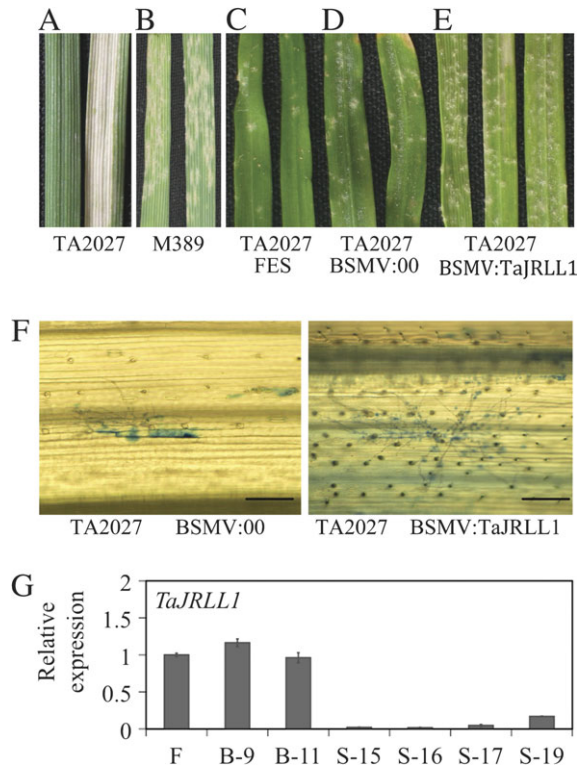 A B C D E
TA2027 M389 TA2027 TA2027 TA2027
FES BSMV:00 BSMV:TaJRLL1
F
TA2027 BSMV:00 TA2027 BSMV:TaJRLL1
G
Relative
expression
TaJRLL1
2
1.5
1
0.5
0
F B-9 B-11 S-15 S-16 S-17 S-19